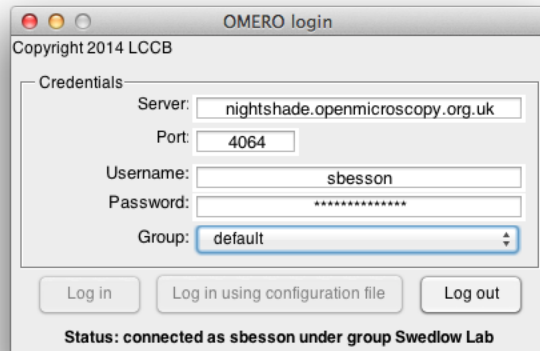 OMERO login
Copyright 2014 LCCB
Credentials
Server: nightshade.openmicroscopy.org.uk
Port: 4064
Username: sbesson
Password: **************
Group: default
Log in Log in using configuration file Log out
Status: connected as sbesson under group Swedlow Lab